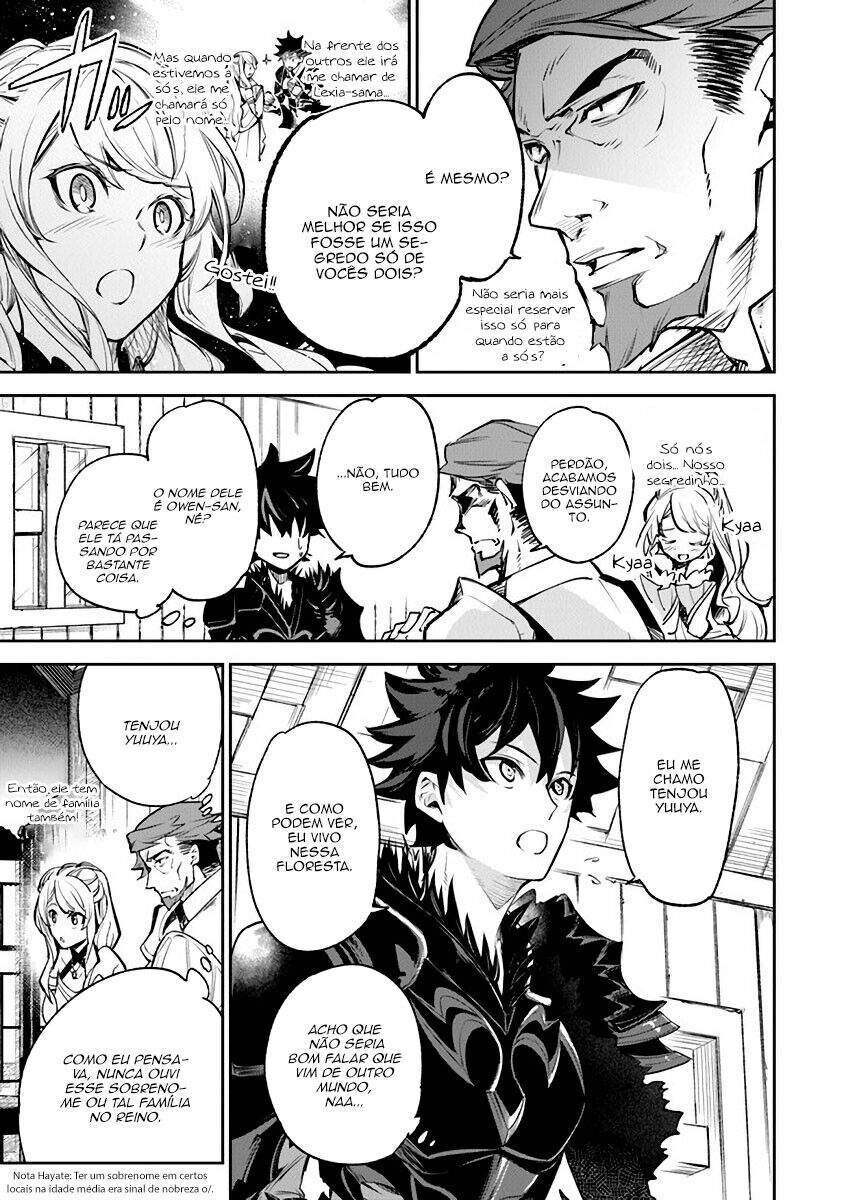 É MESMO?
NÃO SERIA
MELHOR SE ISSO
FOSSE UM SE-
GREDO SÓ DE
VOCÊS DOIS?
Não seria mais
especial reservar
isso só para
quando estão
a sós?
Na frente dos
outros ele irá
me chamar de
Lexia-sama...
Mas quando
estivemos a
sós, ele me
chamará só
pelo nome...
ガッ
Gostei!!
Só nós
dois... Nosso
segredinho...
Kyaa
Kyaa
PERDÃO,
ACABAMOS
DESVIANDO
DO ASSUN-
TO.
...NÃO, TUDO
BEM.
O NOME DELE
É OWEN-SAN,
NÉ?
PARECE QUE
ELE TÁ PAS-
SANDO POR
BASTANTE
COISA.
EU ME
CHAMO
TENJOU
YUUYA.
E COMO
PODEM VER,
EU VIVO
NESSA
FLORESTA.
ACHO QUE
NÃO SERIA
BOM FALAR QUE
VIM DE OUTRO
MUNDO,
NAA...
TENJOU
YUUYA...
Então ele tem
nome de família
também!
COMO EU PENSA-
VA, NUNCA OUVI
ESSE SOBRENO-
ME OU TAL FAMÍLIA
NO REINO.
Nota Hayate: Ter um sobrenome em certos
locais na idade média era sinal de nobreza o/.